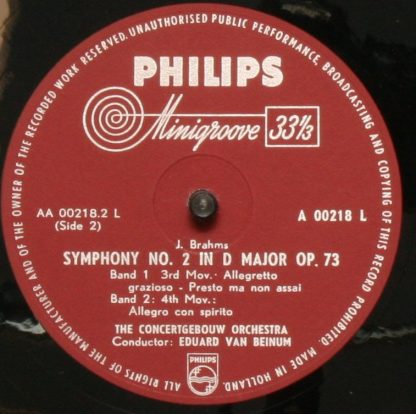 ALL RIGHTS OF THE MANUFACTURER AND OF THE OWNER OF THE RECORDED WORK RESERVED. UNAUTHORISED PUBLIC PERFORMANCE, BROADCASTING AND COPYING OF THIS RECORD PROHIBITED. MADE IN HOLLAND.
PHILIPS
Minigroove 33⅓
AA 00218.2 L
(Side 2)
A 00218 L
J. Brahms
SYMPHONY NO. 2 IN D MAJOR OP. 73
Band 1 3rd Mov.· Allegretto
grazioso - Presto ma non assai
Band 2: 4th Mov.:
Allegro con spirito
THE CONCERTGEBOUW ORCHESTRA
Conductor: EDUARD VAN BEINUM
PHILIPS